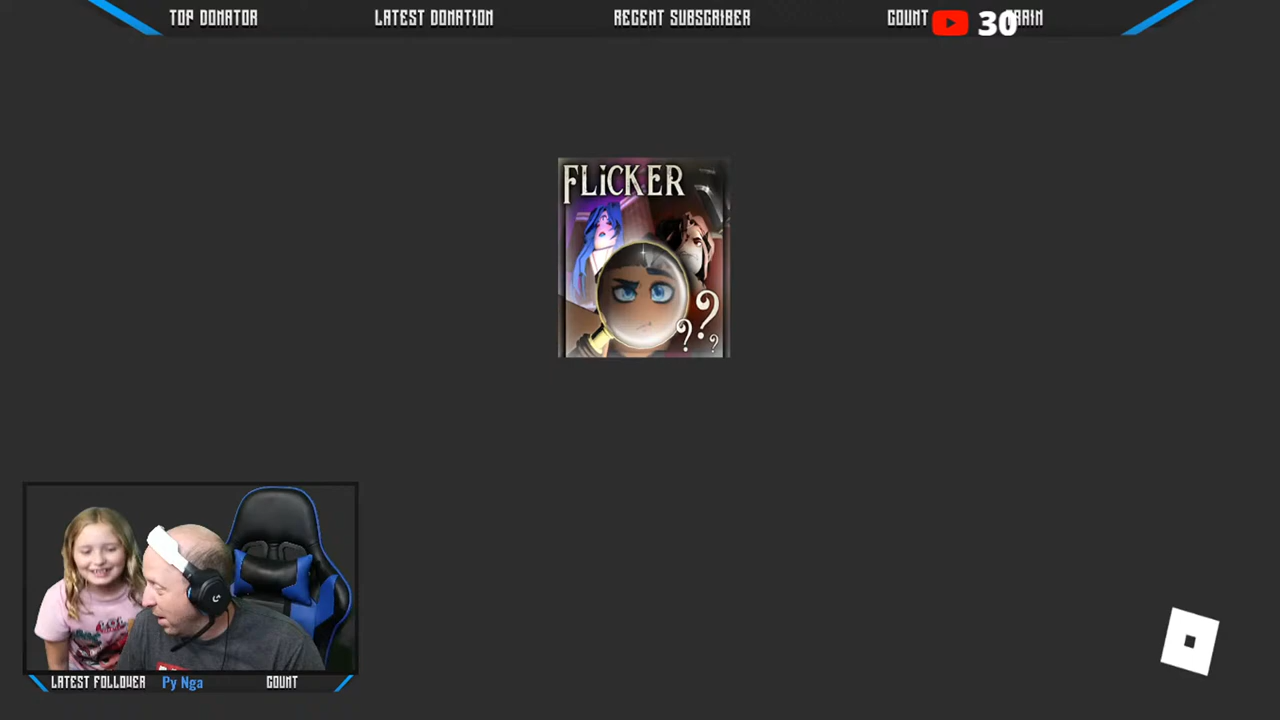 TOP DONATOR
LATEST DONATION
RECENT SUBSCRIBER
COUNT
30
FLiCKER
? ? ?
LATEST FOLLOWER Py Nga COUNT